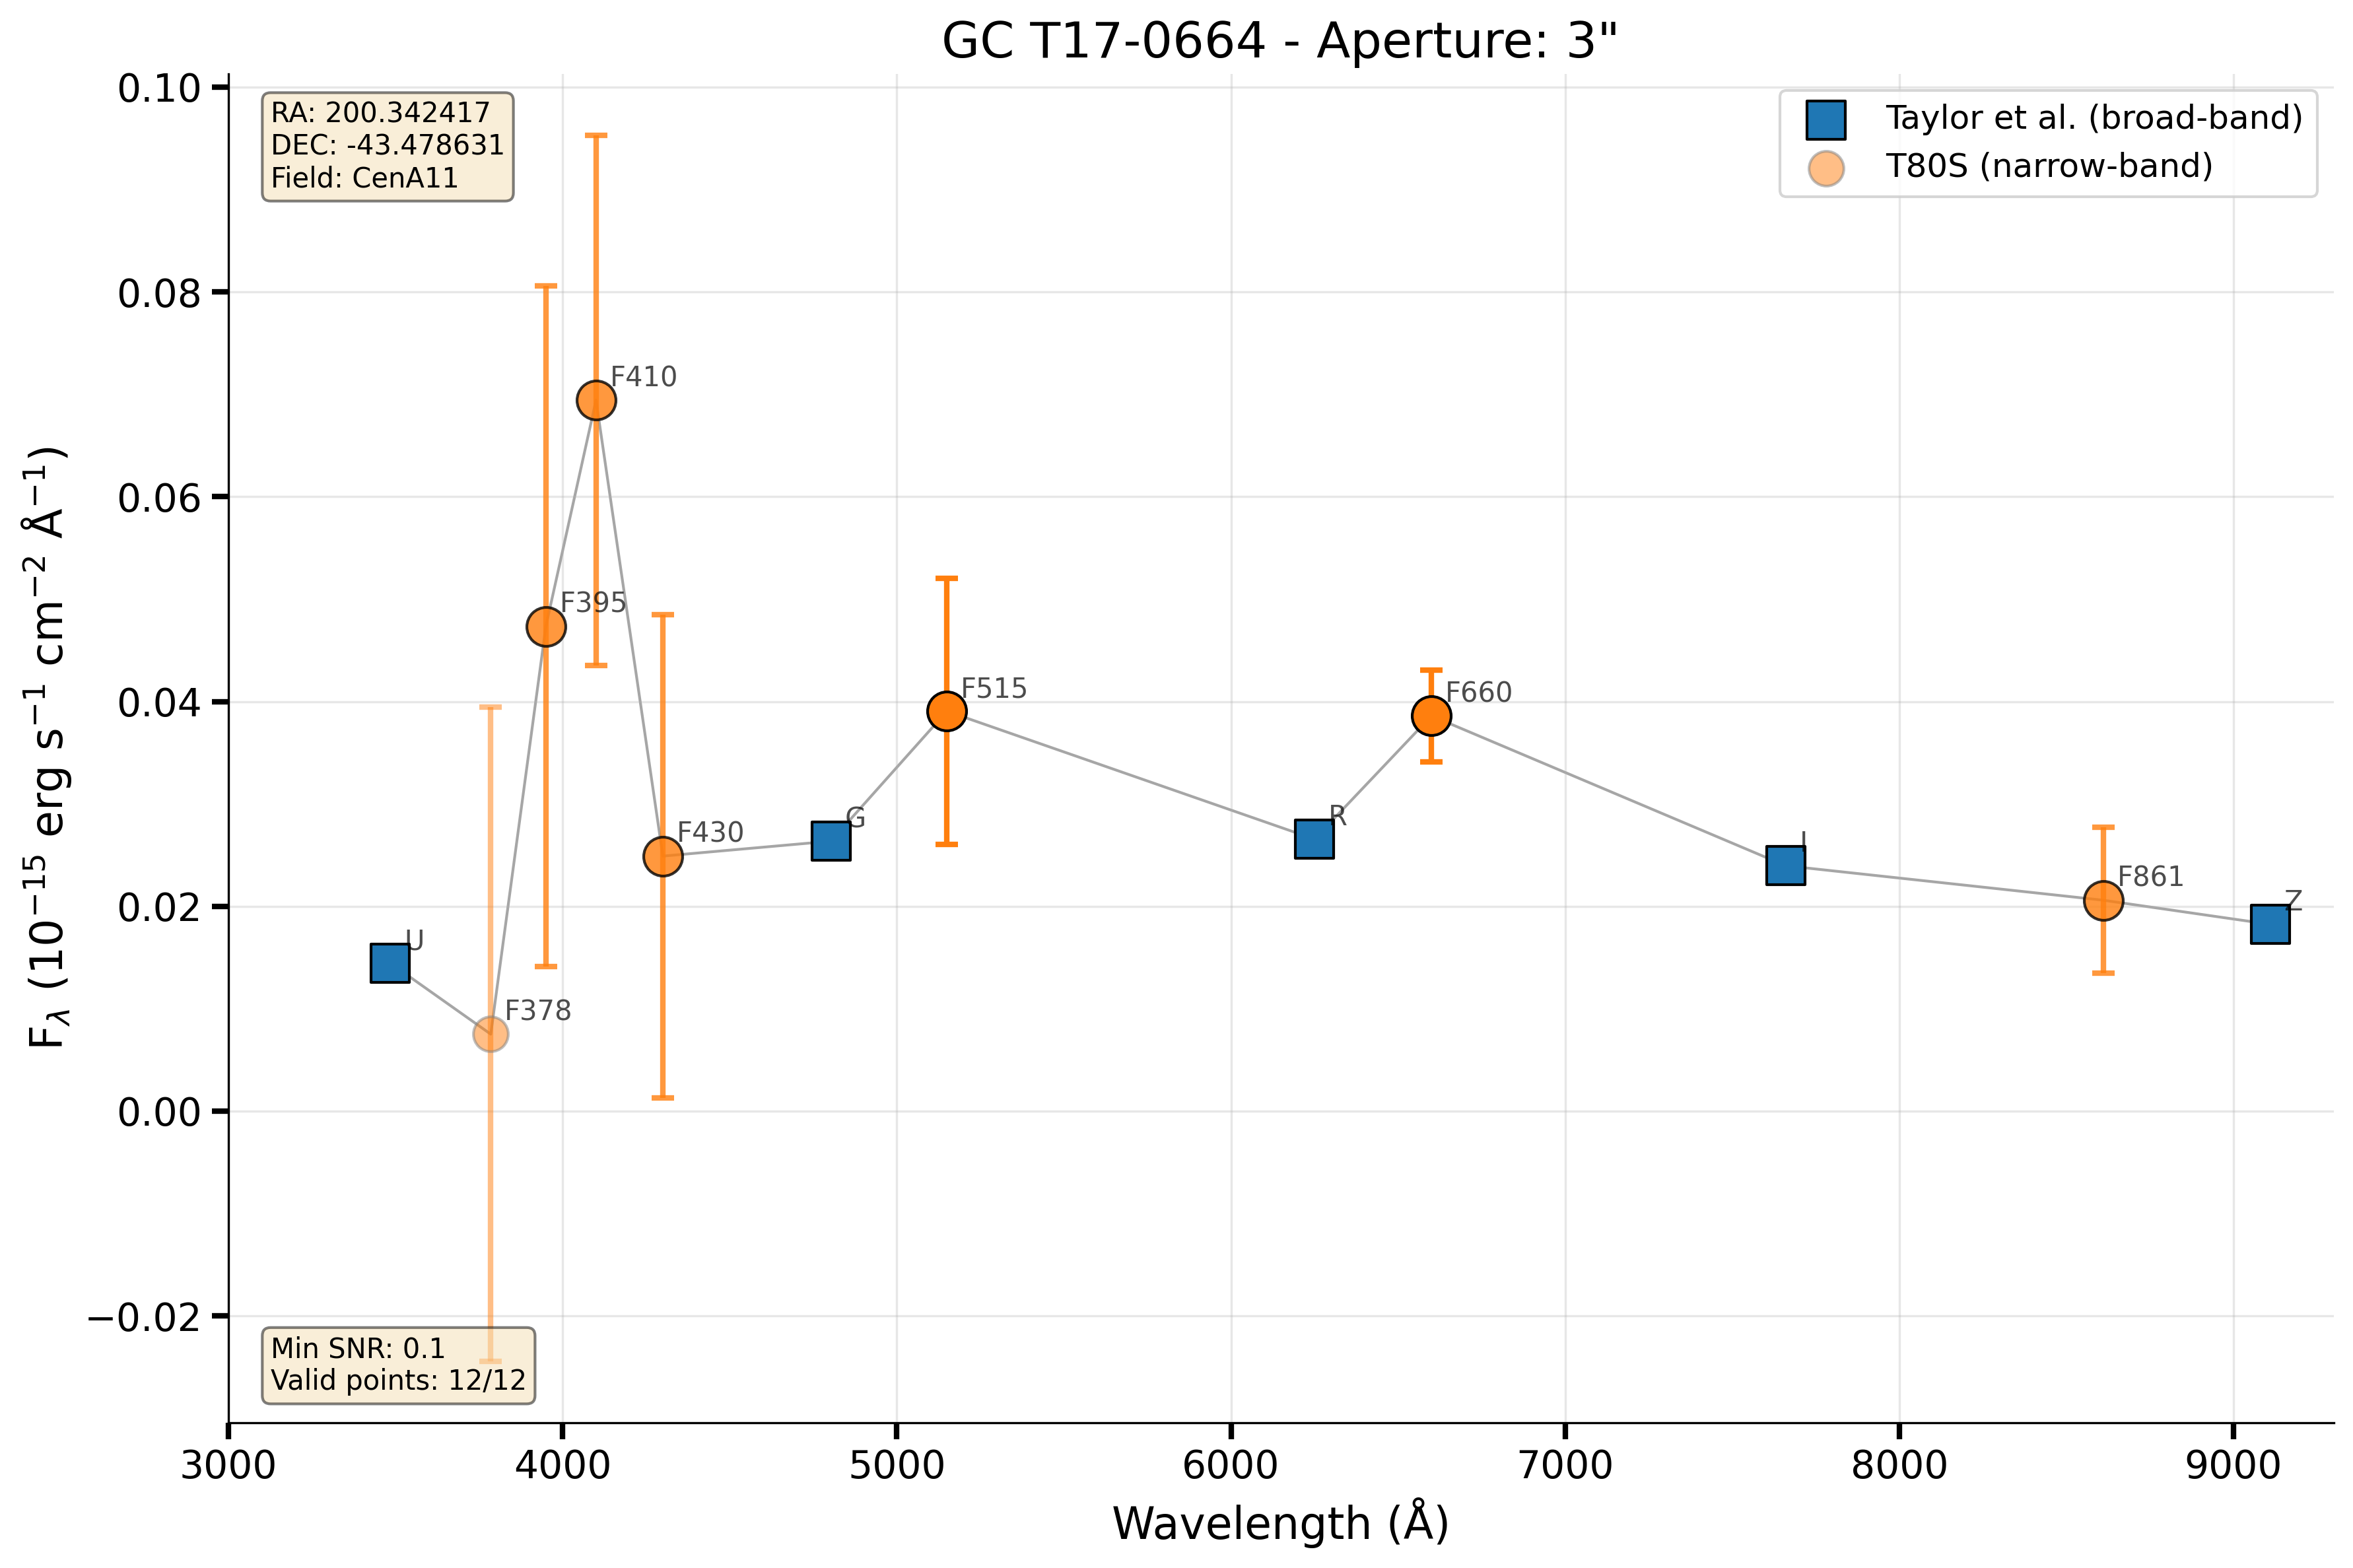 GC T17-0664 - Aperture: 3"
RA: 200.342417
DEC: -43.478631
Field: CenA11
Taylor et al. (broad-band)
T80S (narrow-band)
0.10
0.08
0.06
0.04
0.02
0.00
−0.02
F_λ (10⁻¹⁵ erg s⁻¹ cm⁻² Å⁻¹)
U
F378
F395
F410
F430
G
F515
R
F660
I
F861
Z
Min SNR: 0.1
Valid points: 12/12
3000 4000 5000 6000 7000 8000 9000
Wavelength (Å)